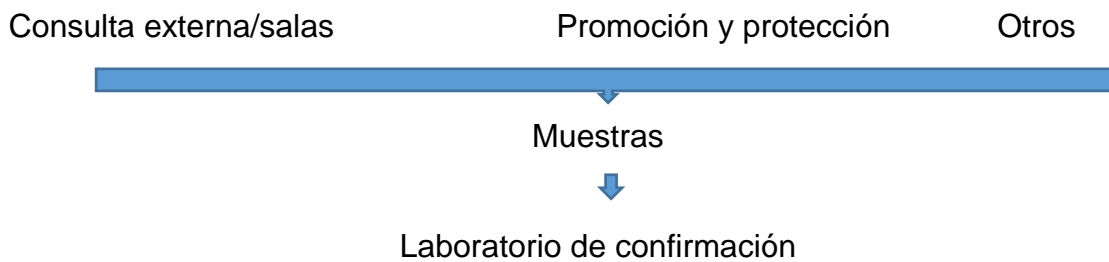 Consulta externa/salas Promoción y protección Otros
Muestras
Laboratorio de confirmación